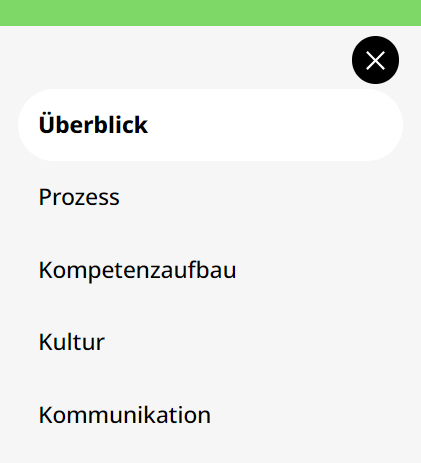 Überblick
Prozess
Kompetenzaufbau
Kultur
Kommunikation